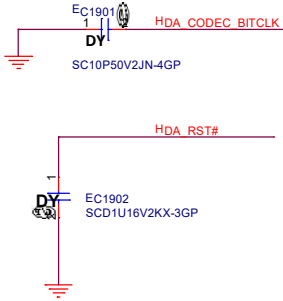 EC1901
1
HDA_CODEC_BITCLK
DY
SC10P50V2JN-4GP
HDA_RST#
1
DY
EC1902
SCD1U16V2KX-3GP